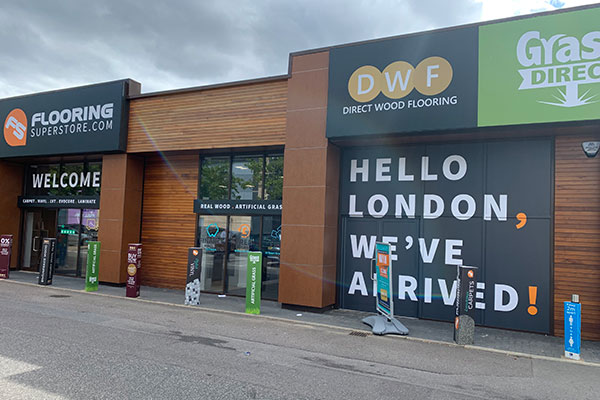 FS FLOORING
SUPERSTORE.COM
WELCOME
CARPET . VINYL . LVT . EVOCORE . LAMINATE
REAL WOOD . ARTIFICIAL GRAS
DWF
DIRECT WOOD FLOORING
Grass
DIREC
HELLO
LONDON,
WE'VE
ARRIVED!
ARTIFICIAL GRASS
CARPETS